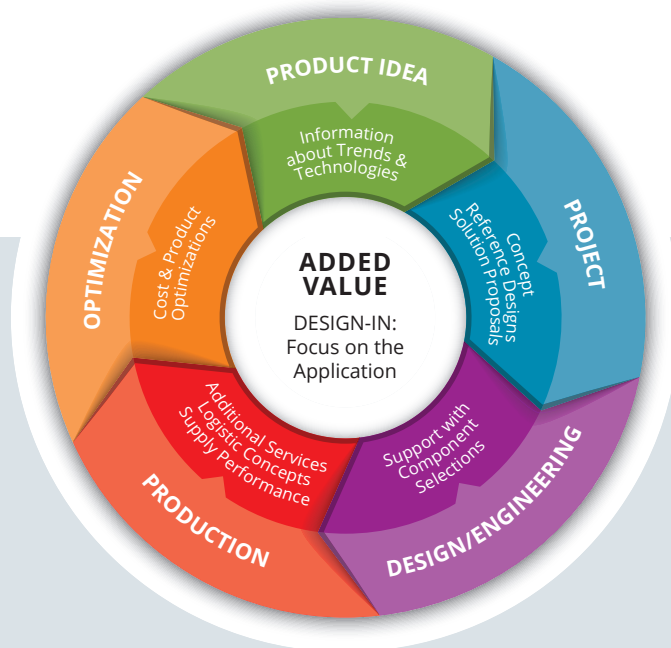 PRODUCT IDEA
Information
about Trends &
Technologies
PROJECT
Concept
Reference Designs
Solution Proposals
DESIGN/ENGINEERING
Support with
Component
Selections
PRODUCTION
Additional Services
Logistic Concepts
Supply Performance
OPTIMIZATION
Cost & Product
Optimizations
ADDED
VALUE
DESIGN-IN:
Focus on the
Application